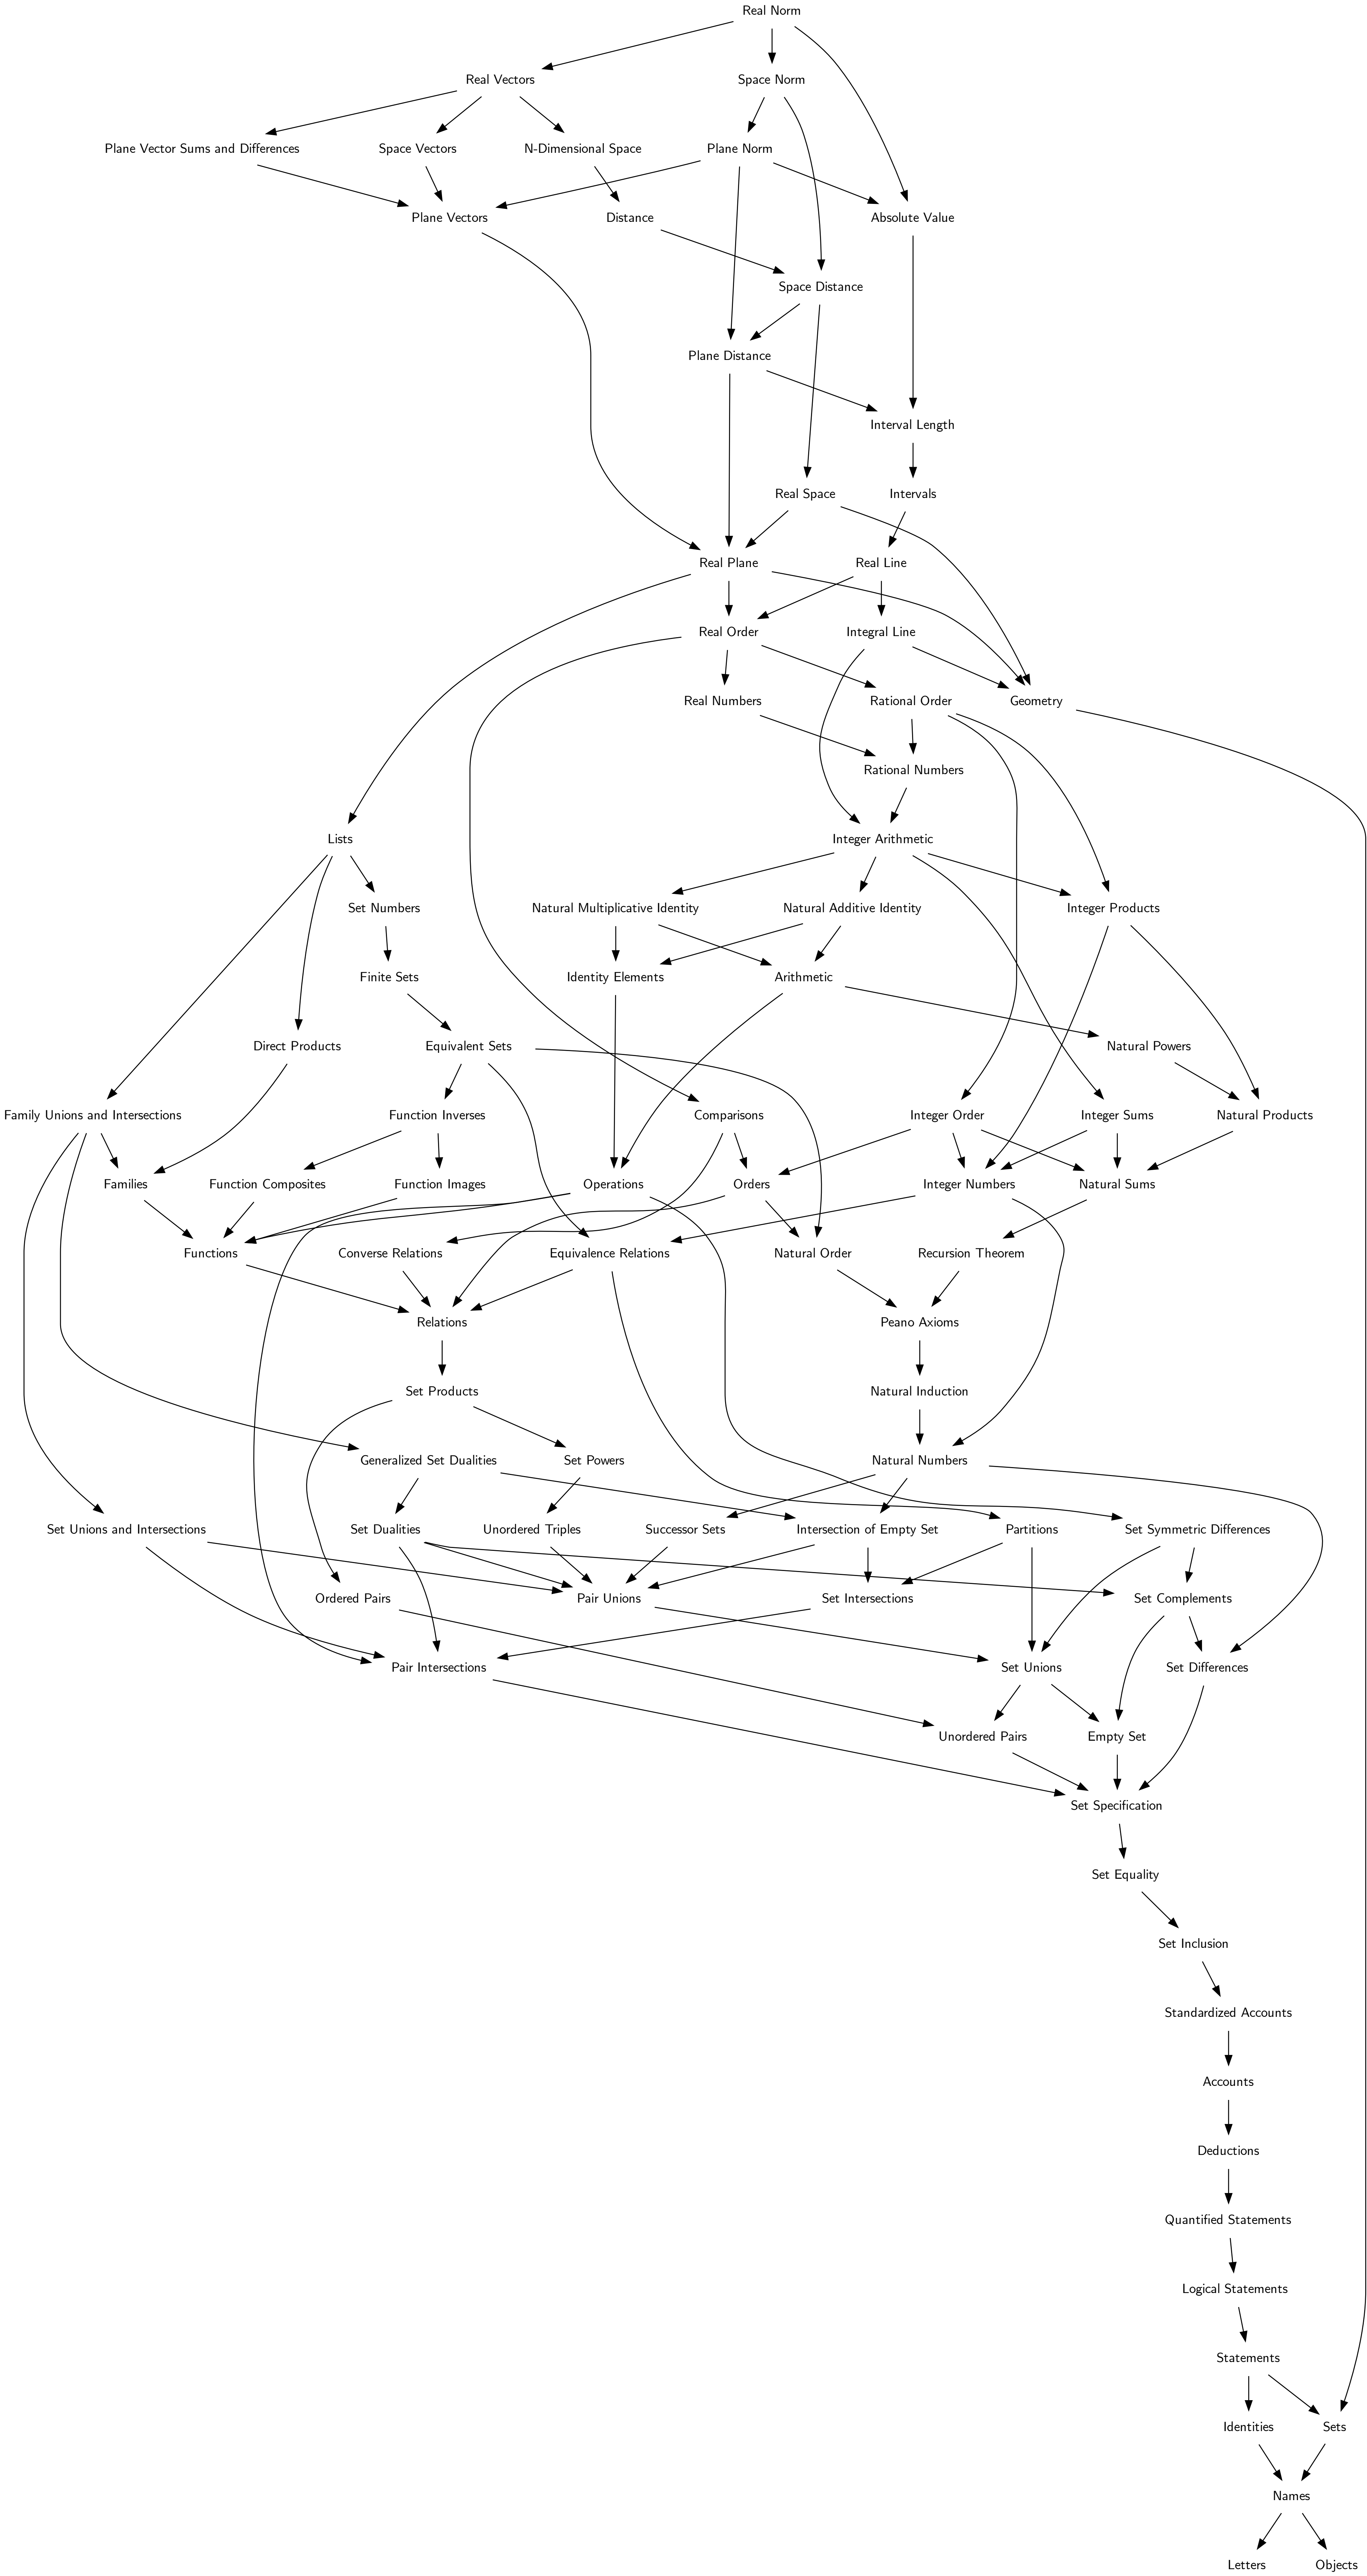 Real Norm
Real Vectors
Space Norm
Plane Vector Sums and Differences
Space Vectors
N-Dimensional Space
Plane Norm
Plane Vectors
Distance
Absolute Value
Space Distance
Plane Distance
Interval Length
Real Space
Intervals
Real Plane
Real Line
Real Order
Integral Line
Real Numbers
Rational Order
Geometry
Rational Numbers
Lists
Integer Arithmetic
Set Numbers
Natural Multiplicative Identity
Natural Additive Identity
Integer Products
Finite Sets
Identity Elements
Arithmetic
Direct Products
Equivalent Sets
Natural Powers
Family Unions and Intersections
Function Inverses
Comparisons
Integer Order
Integer Sums
Natural Products
Families
Function Composites
Function Images
Operations
Orders
Integer Numbers
Natural Sums
Functions
Converse Relations
Equivalence Relations
Natural Order
Recursion Theorem
Relations
Peano Axioms
Set Products
Natural Induction
Generalized Set Dualities
Set Powers
Natural Numbers
Set Unions and Intersections
Set Dualities
Unordered Triples
Successor Sets
Intersection of Empty Set
Partitions
Set Symmetric Differences
Ordered Pairs
Pair Unions
Set Intersections
Set Complements
Pair Intersections
Set Unions
Set Differences
Unordered Pairs
Empty Set
Set Specification
Set Equality
Set Inclusion
Standardized Accounts
Accounts
Deductions
Quantified Statements
Logical Statements
Statements
Identities
Sets
Names
Letters
Objects